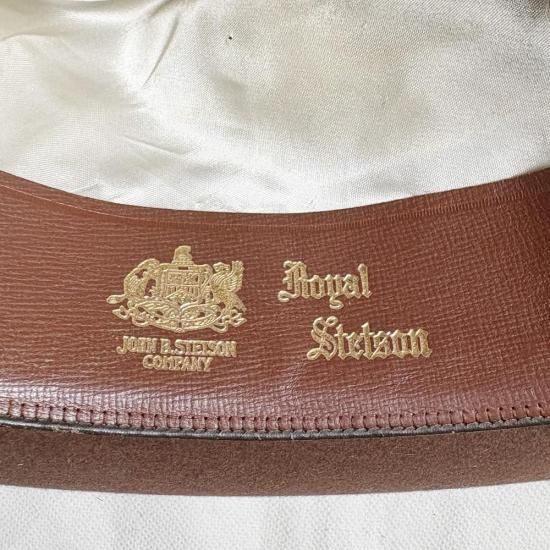 JOHN B. STETSON
COMPANY
Royal
Stetson